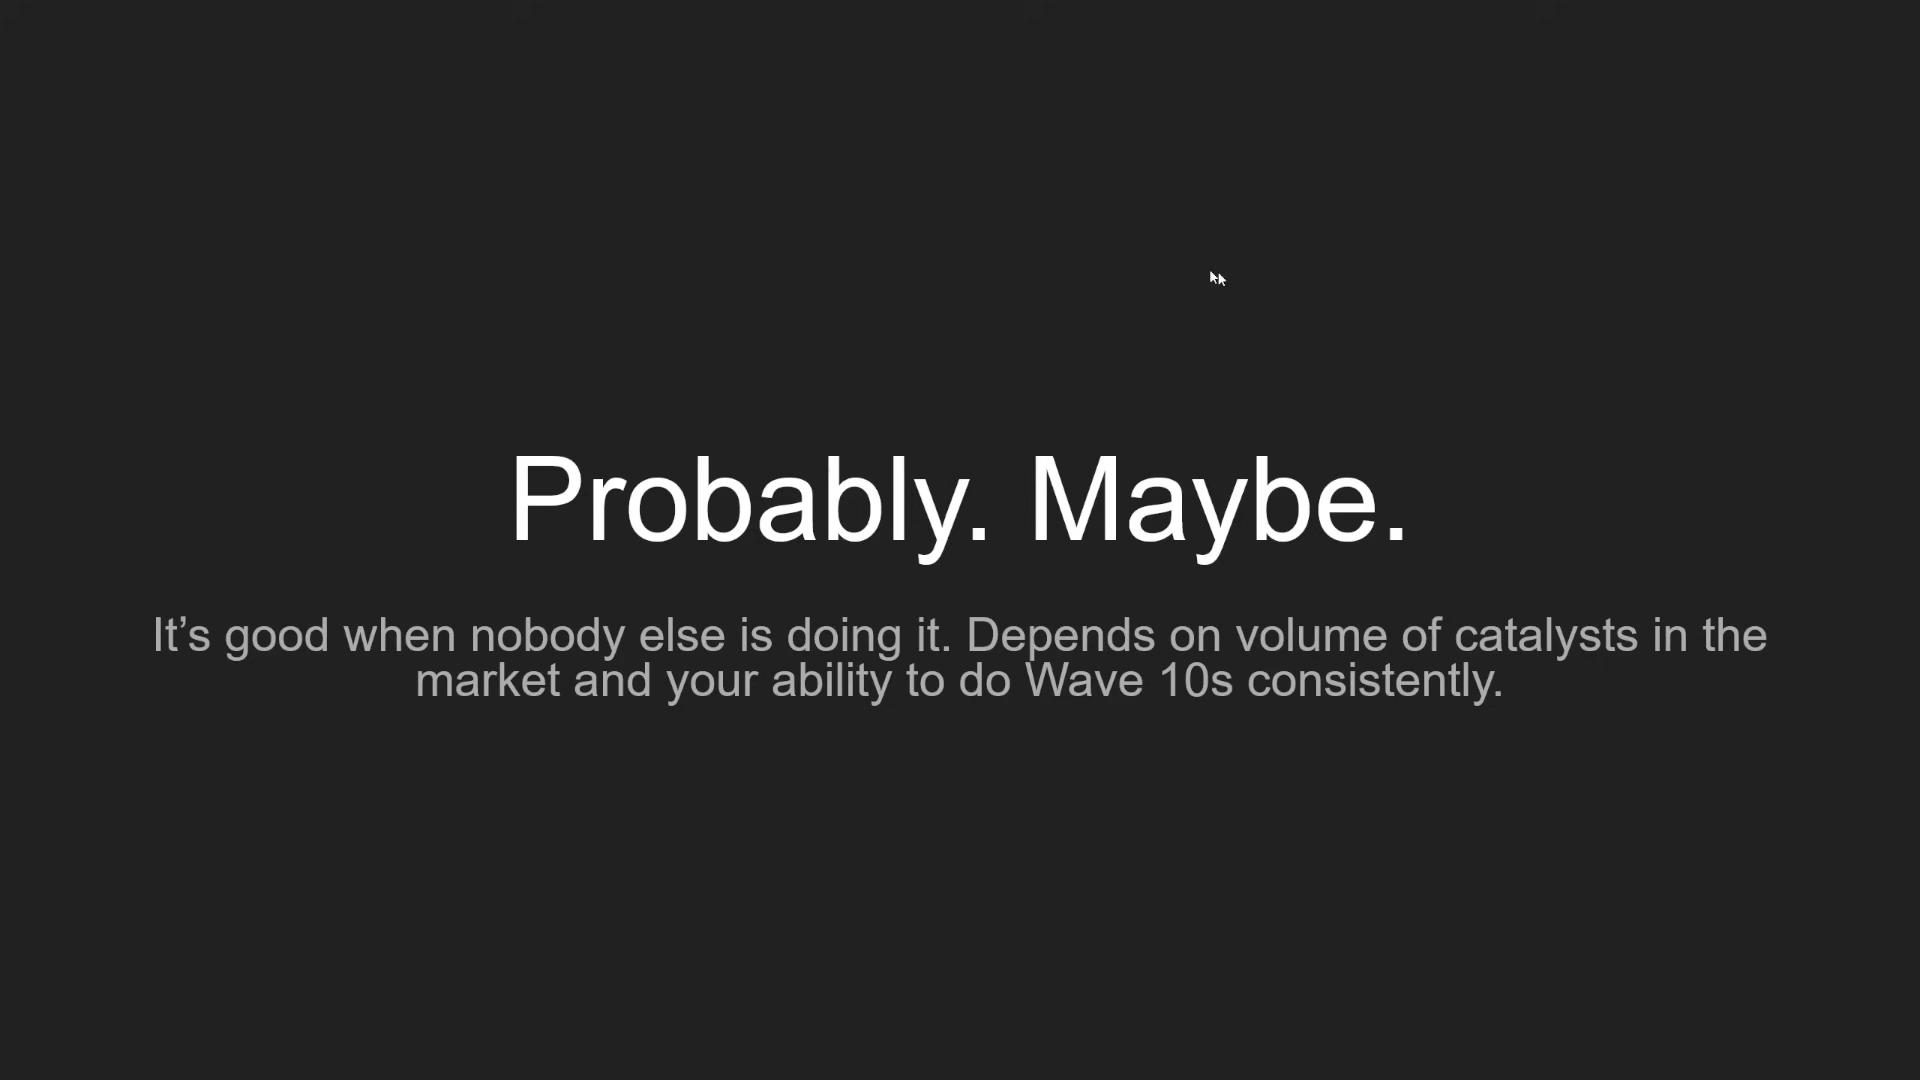 Probably. Maybe.
It’s good when nobody else is doing it. Depends on volume of catalysts in the
market and your ability to do Wave 10s consistently.